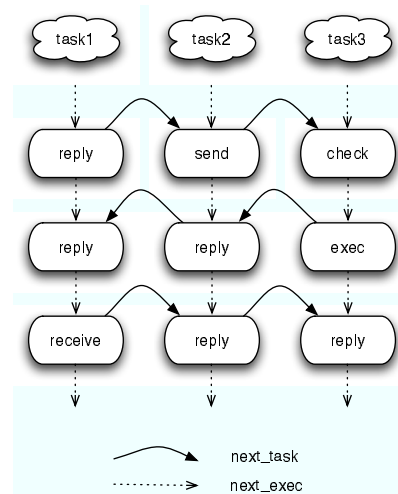 task1 task2 task3
reply send check
reply reply exec
receive reply reply
next_task
next_exec